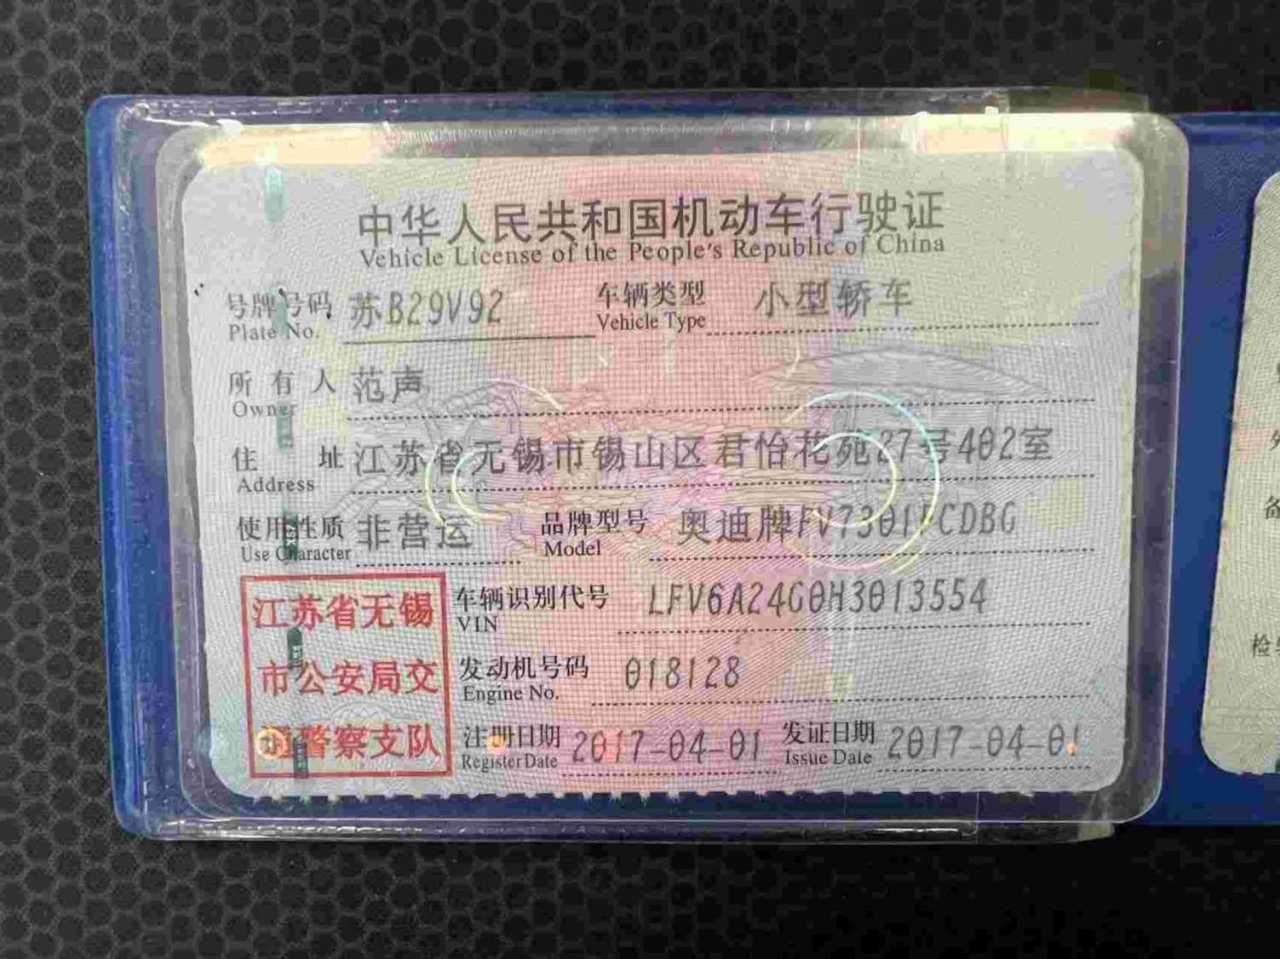 中华人民共和国机动车行驶证
Vehicle License of the People's Republic of China
号牌号码 苏B29V92 车辆类型 小型轿车
Plate No. Vehicle Type
所有人 范声
Owner
住址 江苏省无锡市锡山区君怡花苑27号402室
Address
使用性质 非营运 品牌型号 奥迪牌FV7301FCDBG
Use Character Model
江苏省无锡
市公安局交
通警察支队
车辆识别代号 LFV6A24G0H3013554
VIN
发动机号码 018128
Engine No.
注册日期 2017-04-01 发证日期 2017-04-01
Register Date Issue Date